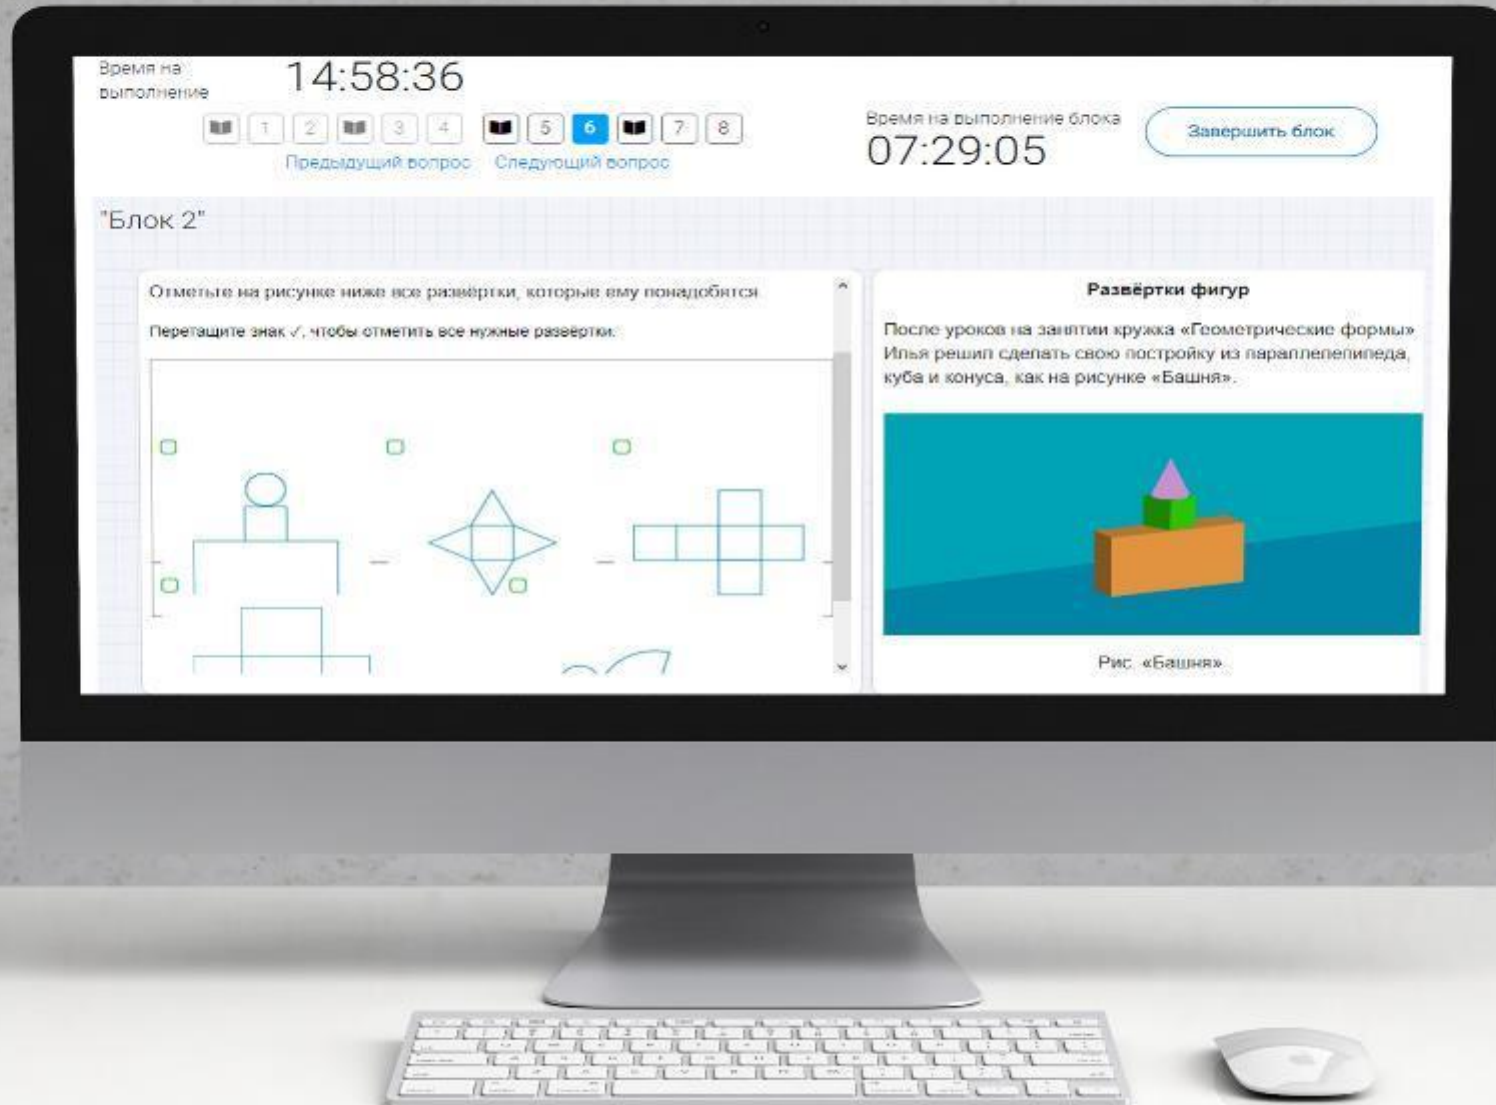 Время на
выполнение
14:58:36
1 2 3 4 5 6 7 8
Предыдущий вопрос Следующий вопрос
Время на выполнение блока
07:29:05
Завершить блок
"Блок 2"
Отметьте на рисунке ниже все развёртки, которые ему понадобятся
Перетащите знак ✓, чтобы отметить все нужные развёртки.
Развёртки фигур
После уроков на занятии кружка «Геометрические формы»
Илья решил сделать свою постройку из параллелепипеда,
куба и конуса, как на рисунке «Башня».
Рис. «Башня»